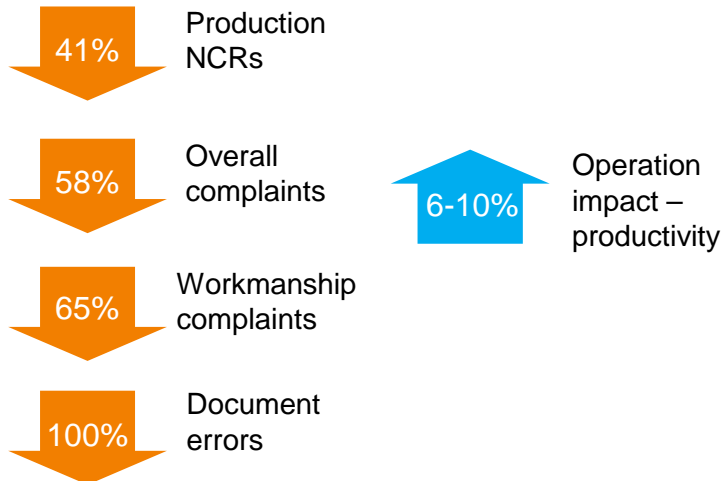 41%
Production
NCRs
58%
Overall
complaints
6-10%
Operation
impact –
productivity
65%
Workmanship
complaints
100%
Document
errors